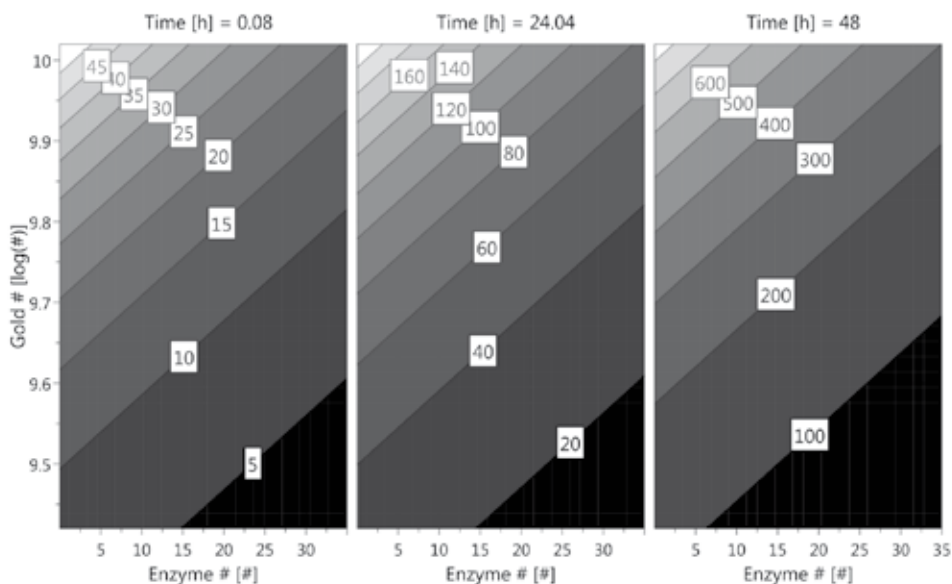 Time [h] = 0.08
Time [h] = 24.04
Time [h] = 48
Gold # [log(#)]
10
9.9
9.8
9.7
9.6
9.5
45
40
35
30
25
20
15
10
5
160
140
120
100
80
60
40
20
600
500
400
300
200
100
5 10 15 20 25 30
5 10 15 20 25 30
5 10 15 20 25 30 35
Enzyme # [#]
Enzyme # [#]
Enzyme # [#]